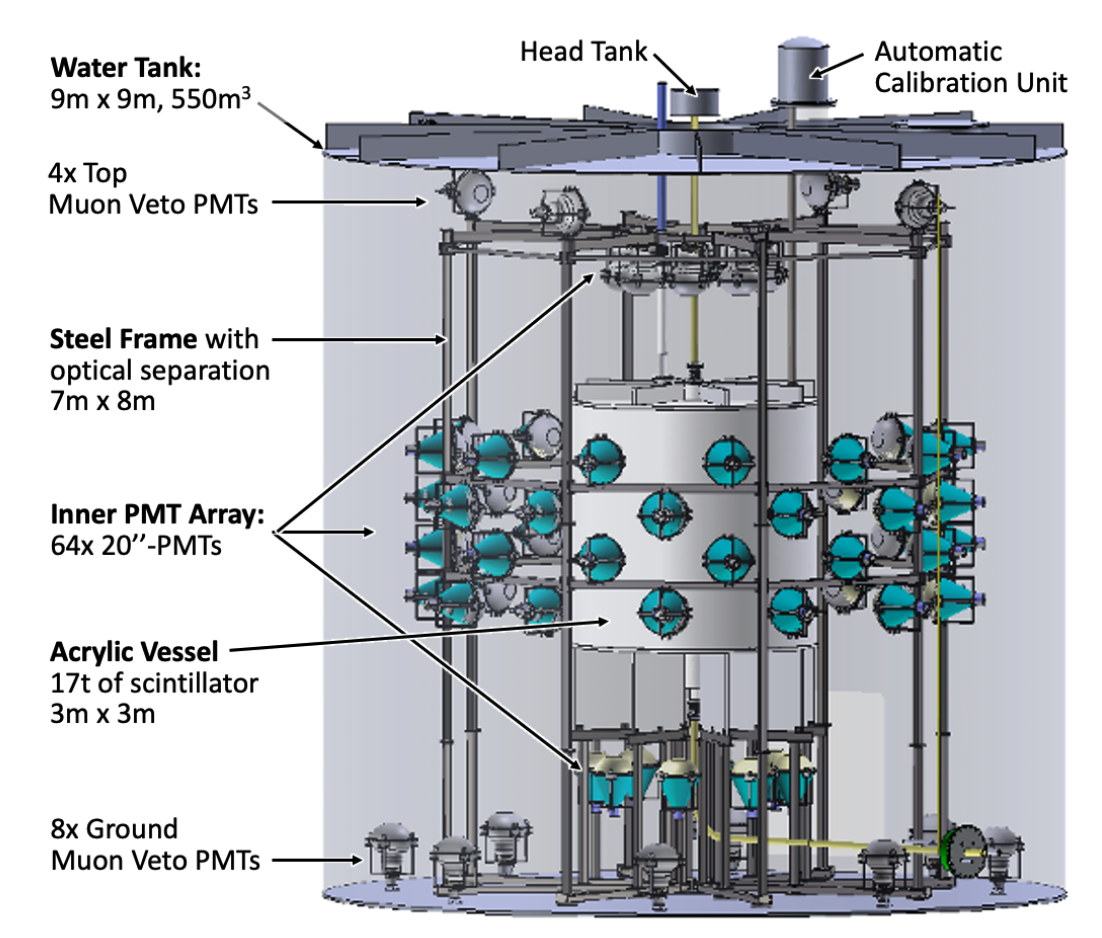 Head Tank
Automatic
Calibration Unit
Water Tank:
9m x 9m, 550m³
4x Top
Muon Veto PMTs
Steel Frame with
optical separation
7m x 8m
Inner PMT Array:
64x 20’’-PMTs
Acrylic Vessel
17t of scintillator
3m x 3m
8x Ground
Muon Veto PMTs